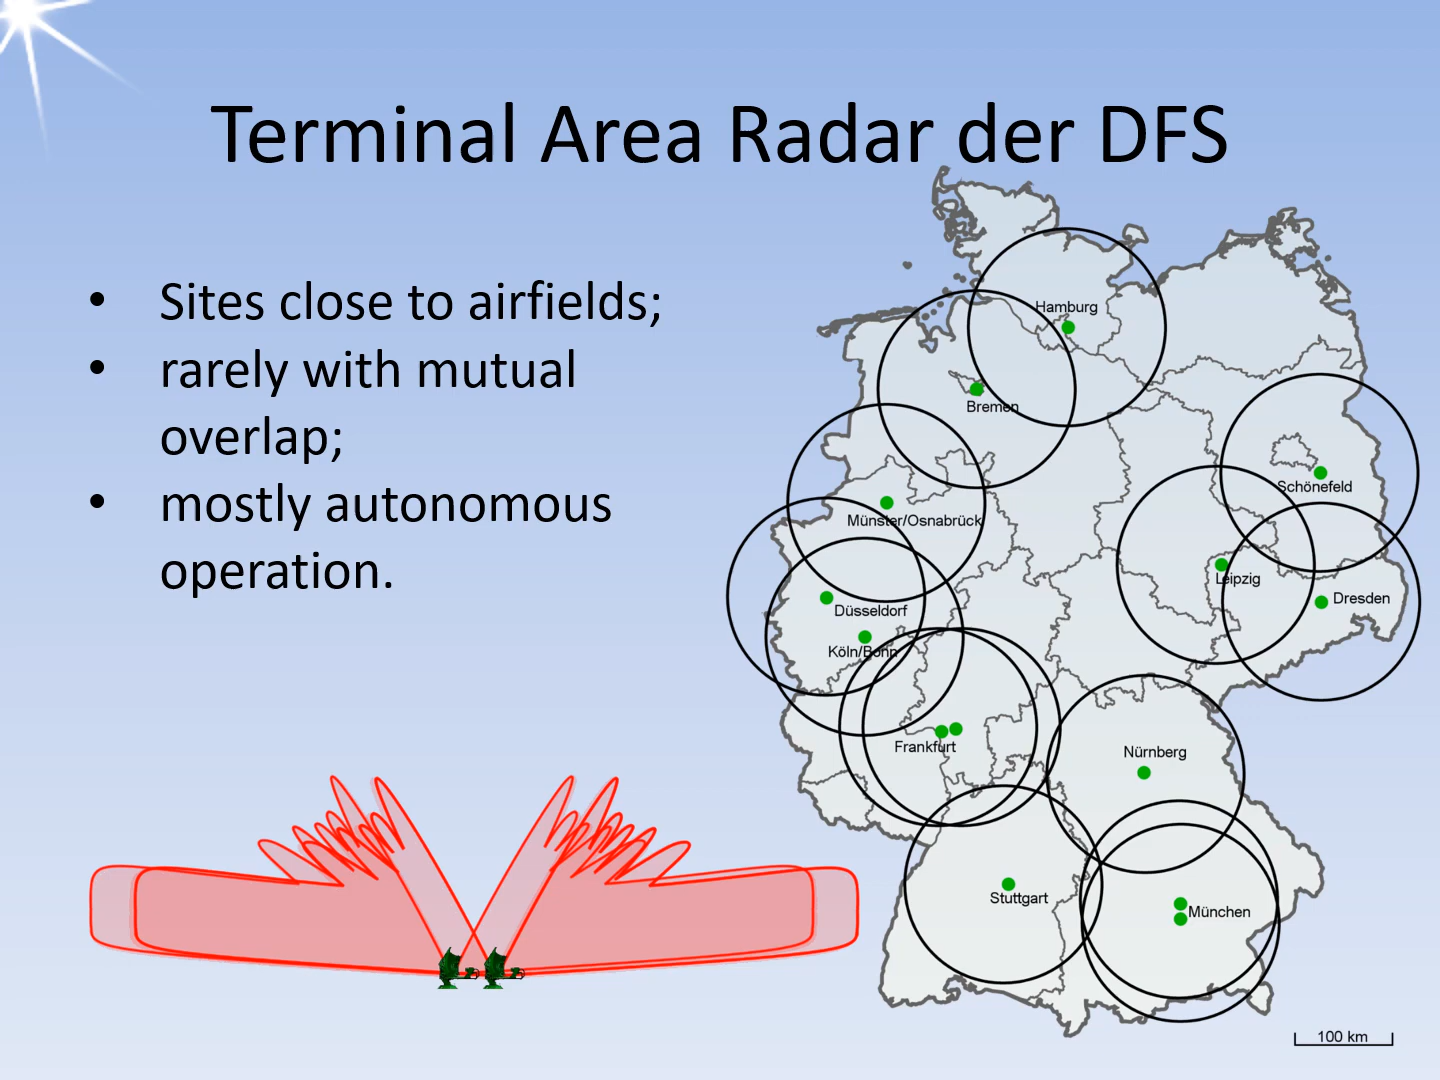 Terminal Area Radar der DFS
• Sites close to airfields;
• rarely with mutual
overlap;
• mostly autonomous
operation.
Hamburg
Bremen
Schönefeld
Münster/Osnabrück
Leipzig
Dresden
Düsseldorf
Köln/Bonn
Frankfurt
Nürnberg
Stuttgart
München
100 km